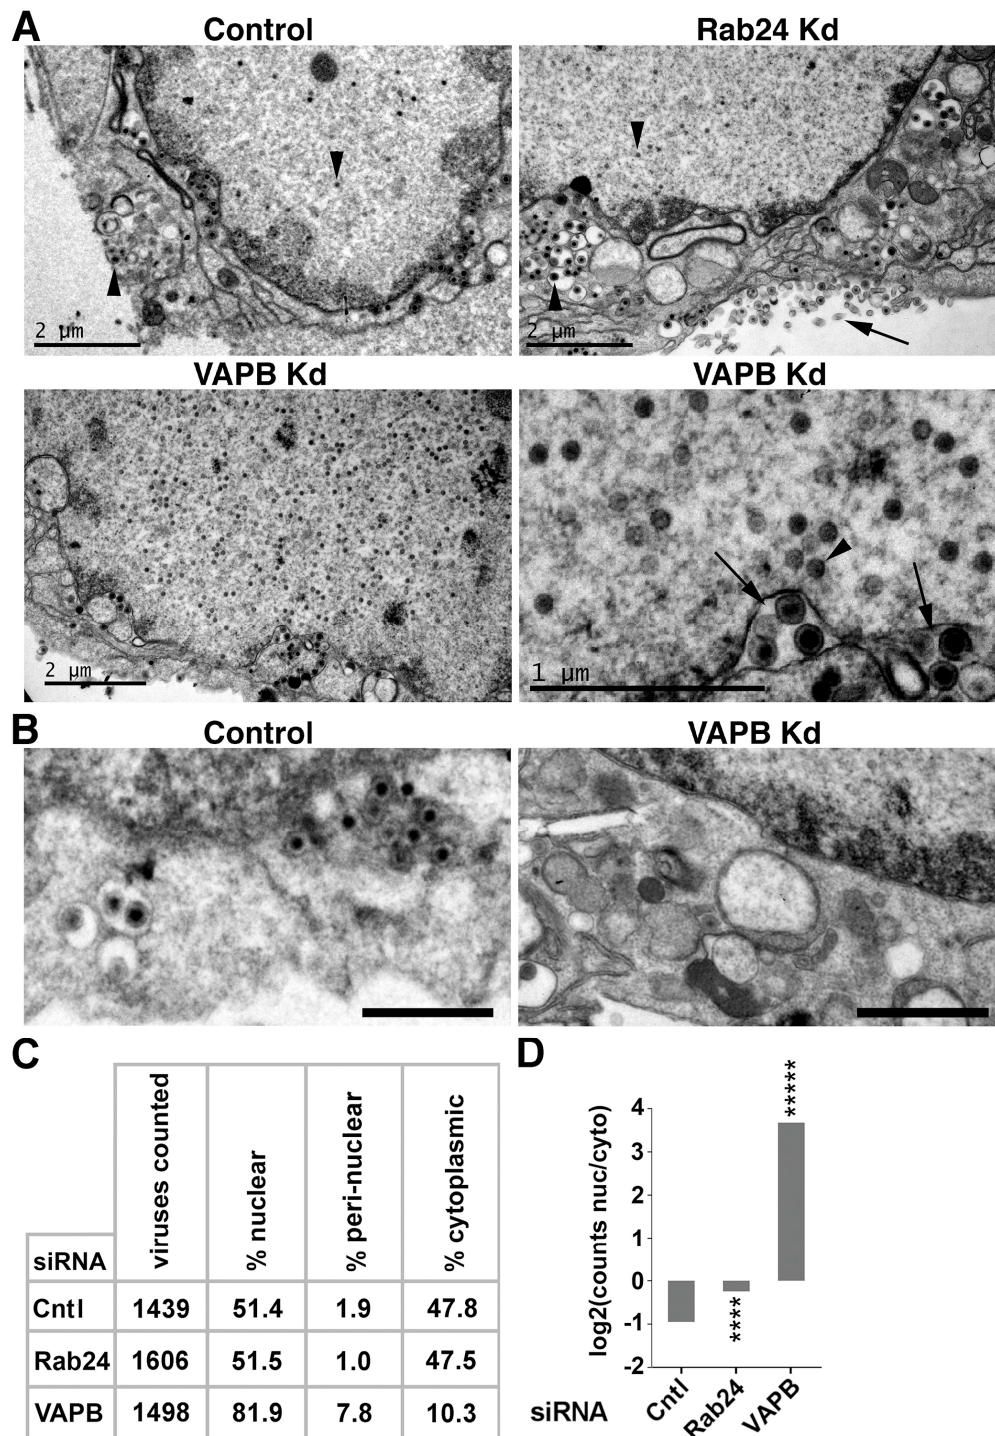 A
Control
Rab24 Kd
2 µm
2 µm
VAPB Kd
VAPB Kd
2 µm
1 µm
B
Control
VAPB Kd
C
siRNA
viruses counted
% nuclear
% peri-nuclear
% cytoplasmic
Cntl 1439 51.4 1.9 47.8
Rab24 1606 51.5 1.0 47.5
VAPB 1498 81.9 7.8 10.3
D
log2(counts nuc/cyto)
4
3
2
1
0
-1
-2
****
*****
siRNA
Cntl
Rab24
VAPB